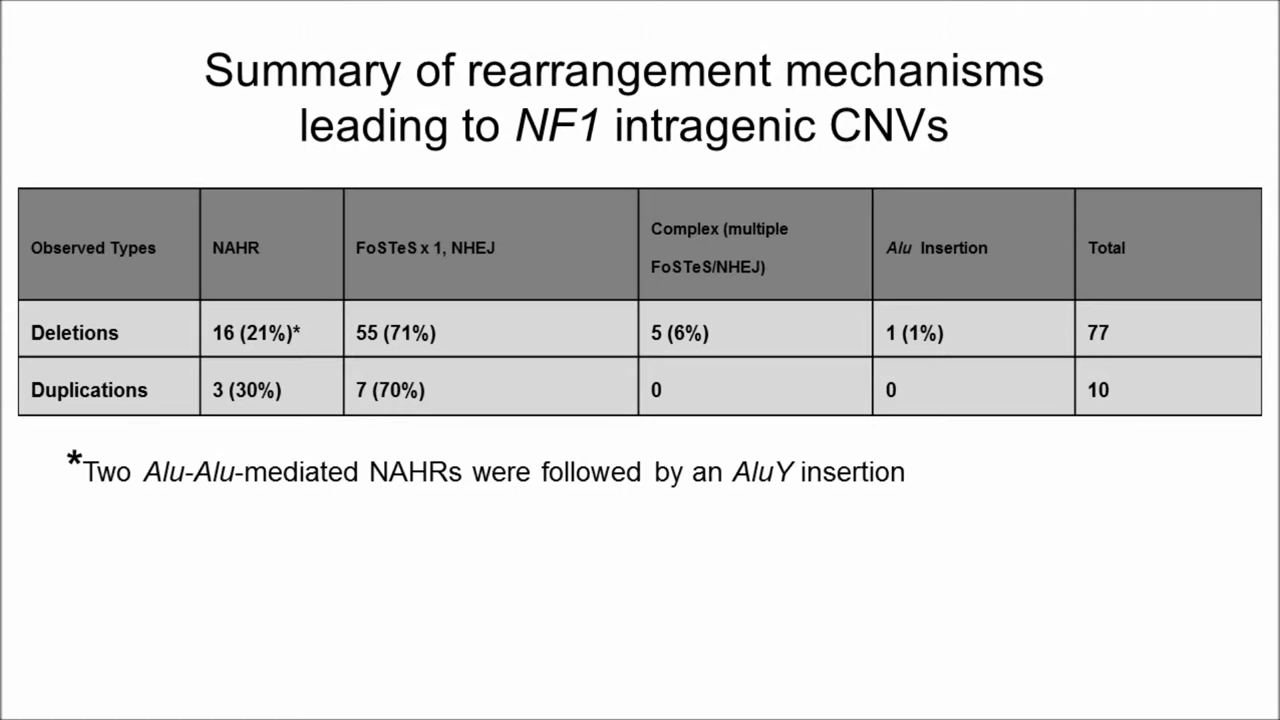 Summary of rearrangement mechanisms
leading to NF1 intragenic CNVs
Observed Types NAHR FoSTeS x 1, NHEJ Complex (multiple FoSTeS/NHEJ) Alu Insertion Total
Deletions 16 (21%)* 55 (71%) 5 (6%) 1 (1%) 77
Duplications 3 (30%) 7 (70%) 0 0 10
*Two Alu-Alu-mediated NAHRs were followed by an AluY insertion